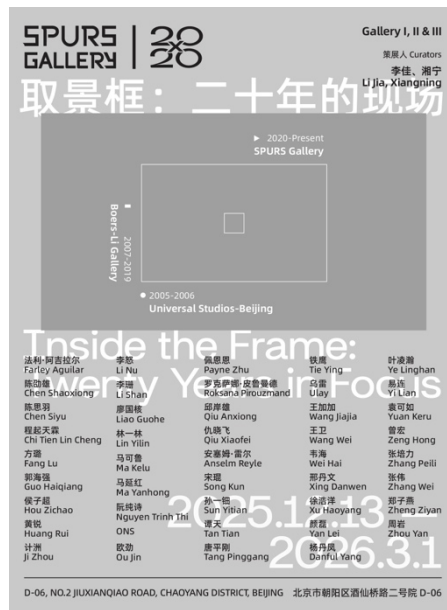 SPURS
GALLERY
20
×
20
Gallery I, II & III
策展人 Curators
李佳、湘宁
Li Jia, Xiangning
取景框：二十年的现场
▶ 2020-Present
SPURS Gallery
2007-2019
Boers-Li Gallery
2005-2006
Universal Studios-Beijing
Inside the Frame:
Twenty Years in Focus
法利·阿吉拉尔
Farley Aguilar
陈劭雄
Chen Shaoxiong
陈思羽
Chen Siyu
程起天霖
Chi Tien Lin Cheng
方璐
Fang Lu
郭海强
Guo Haiqiang
侯子超
Hou Zichao
黄锐
Huang Rui
计洲
Ji Zhou
李怒
Li Nu
李珊
Li Shan
廖国核
Liao Guohe
林一林
Lin Yilin
马可鲁
Ma Kelu
马延红
Ma Yanhong
阮纯诗
Nguyen Trinh Thi
ONS
欧劲
Ou Jin
佩恩恩
Payne Zhu
罗克萨娜·皮鲁曼德
Roksana Pirouzmand
邱岸雄
Qiu Anxiong
仇晓飞
Qiu Xiaofei
安塞姆·雷尔
Anselm Reyle
宋琨
Song Kun
孙一钿
Sun Yitian
谭天
Tan Tian
唐平刚
Tang Pinggang
铁鹰
Tie Ying
乌雷
Ulay
王加加
Wang Jiajia
王卫
Wang Wei
韦海
Wei Hai
邢丹文
Xing Danwen
徐浩洋
Xu Haoyang
颜磊
Yan Lei
杨丹凤
Danful Yang
叶凌瀚
Ye Linghan
易连
Yi Lian
袁可如
Yuan Keru
曾宏
Zeng Hong
张培力
Zhang Peili
张伟
Zhang Wei
郑子燕
Zheng Ziyan
周岩
Zhou Yan
2025.12.13 –
2026.3.1
D-06, NO.2 JIUXIANQIAO ROAD, CHAOYANG DISTRICT, BEIJING 北京市朝阳区酒仙桥路二号院 D-06